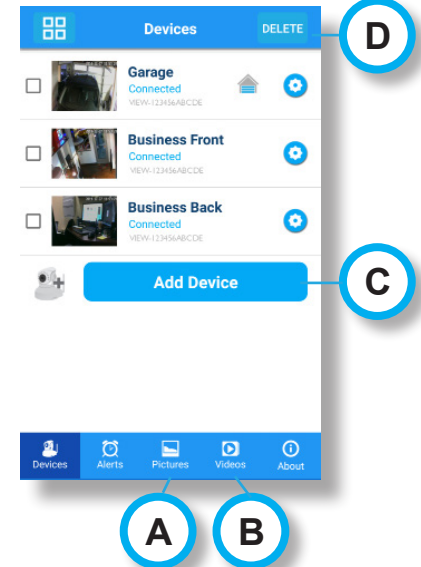 Devices
DELETE
D
Garage
Connected
VIEW-123456ABCDE
Business Front
Connected
VIEW-123456ABCDE
Business Back
Connected
VIEW-123456ABCDE
Add Device
C
Devices
Alerts
Pictures
Videos
About
A
B